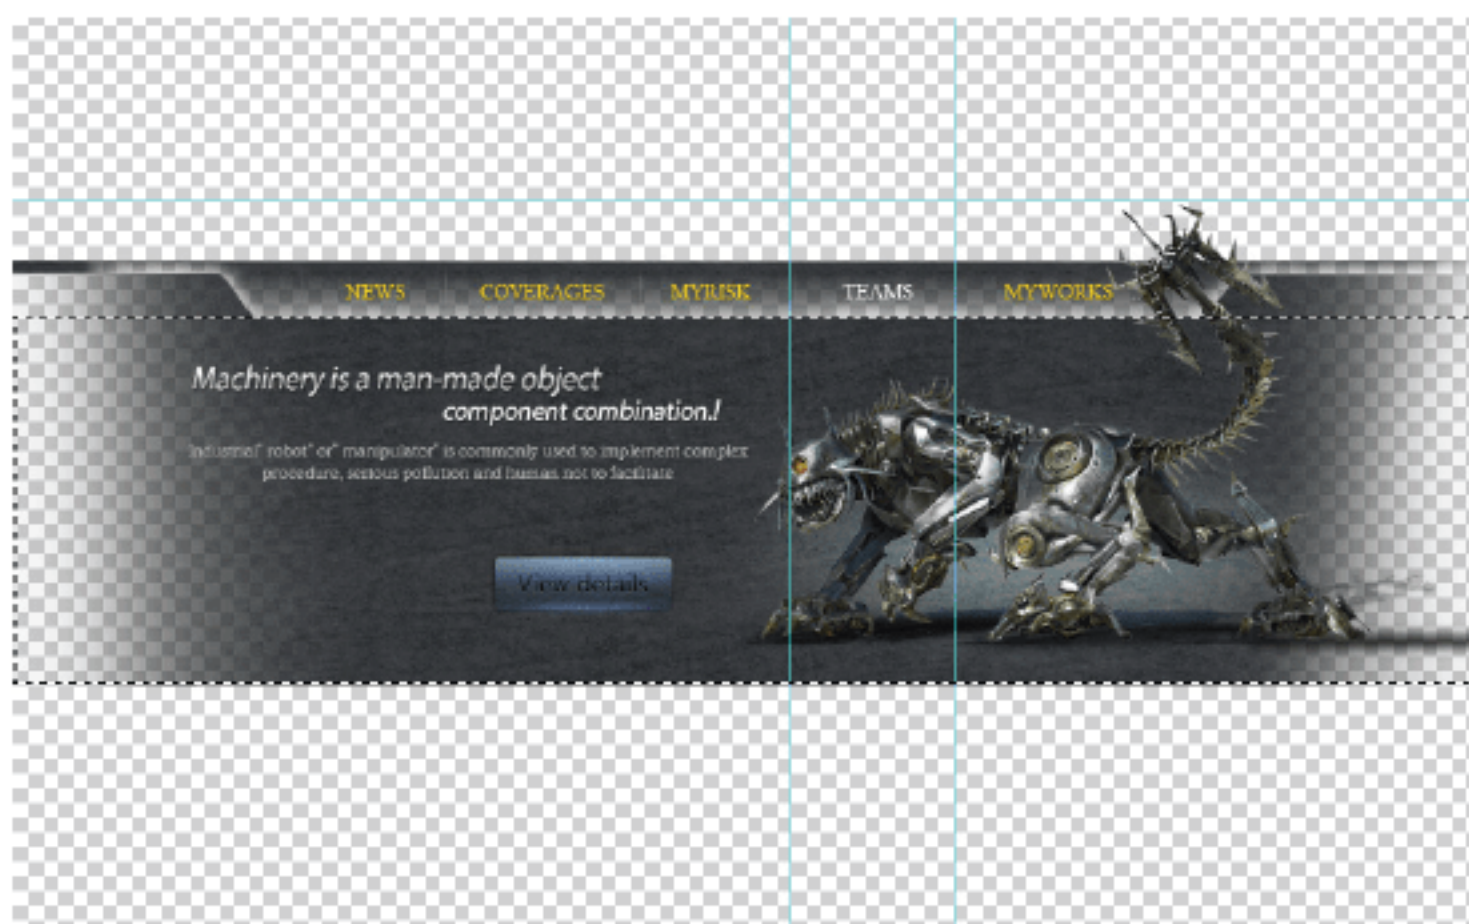 NEWS COVERAGES MYRISK TEAMS MYWORKS
Machinery is a man-made object
component combination.!
Industrial" robot" or" manipulator" is commonly used to implement complex
procedure, serious pollution and human not to facilitate
View details